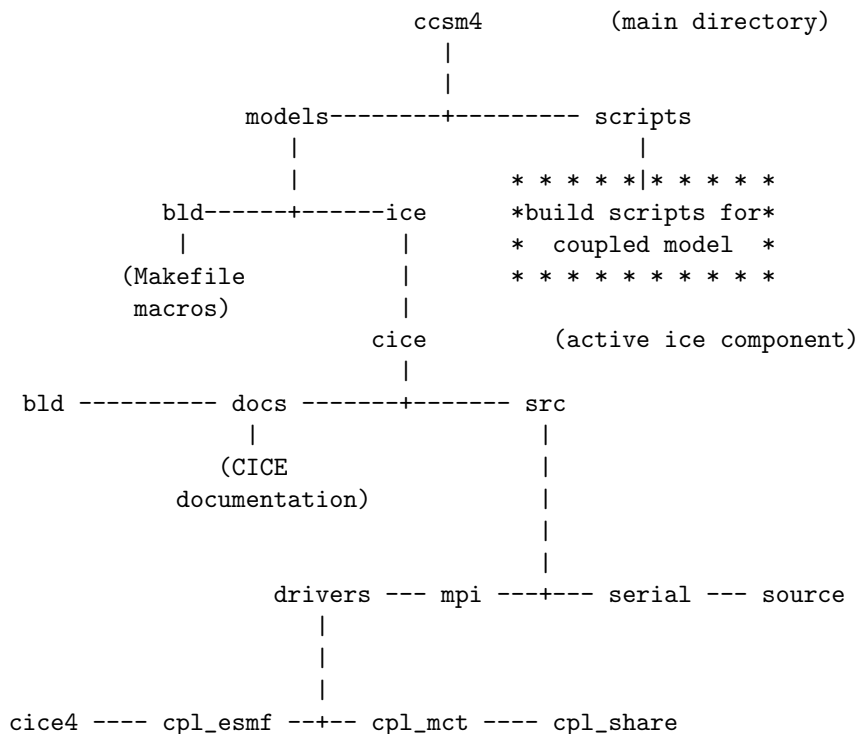 ccsm4        (main directory)
|
|
models--------+--------- scripts
|                     |
|             * * * * *|* * * * *
bld------+------ice     *build scripts for*
|             |       *  coupled model  *
(Makefile         |       * * * * * * * * * *
macros)          |
cice        (active ice component)
|
bld ---------- docs -------+------- src
|                  |
(CICE                |
documentation)           |
|
|
drivers --- mpi ---+--- serial --- source
|
|
|
cice4 ---- cpl_esmf --+-- cpl_mct ---- cpl_share